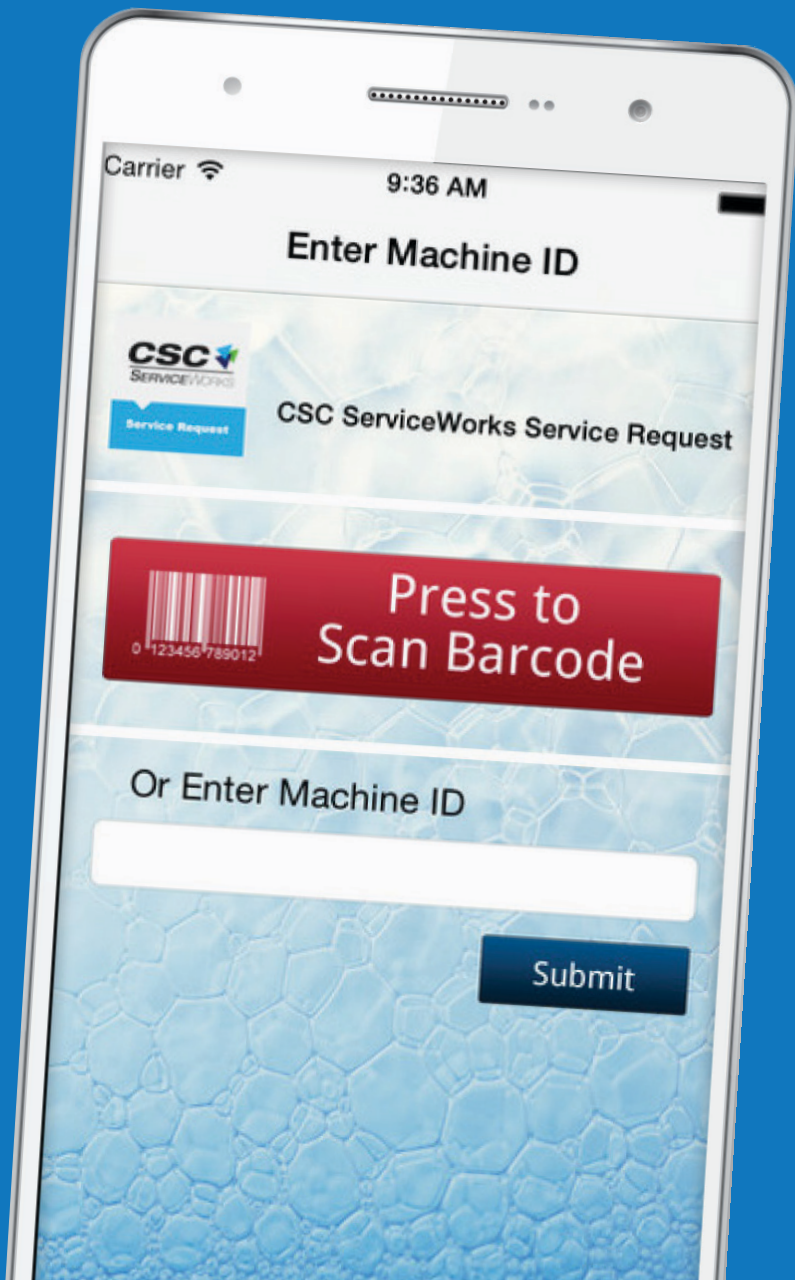 Carrier
9:36 AM
Enter Machine ID
CSC
SERVICEWORKS
Service Request
CSC ServiceWorks Service Request
Press to
Scan Barcode
0 123456 789012
Or Enter Machine ID
Submit